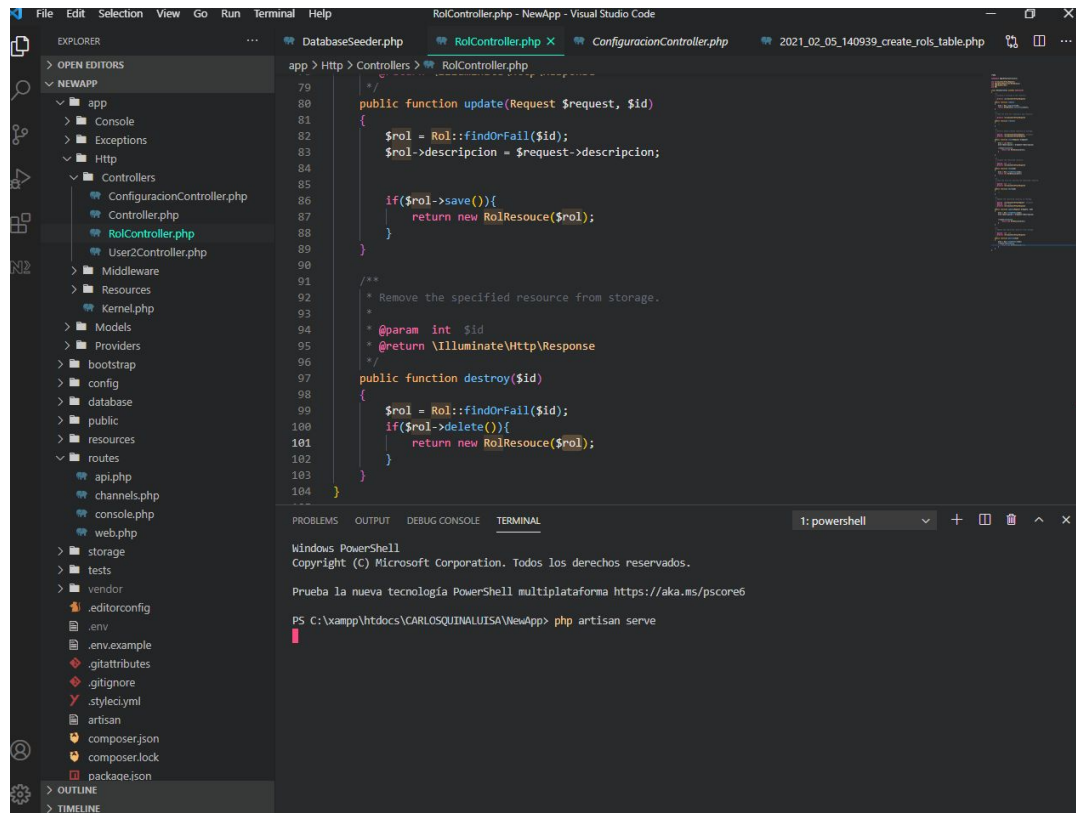 File Edit Selection View Go Run Terminal Help
RolController.php - NewApp - Visual Studio Code
EXPLORER
OPEN EDITORS
NEWAPP
app
Console
Exceptions
Http
Controllers
ConfiguracionController.php
Controller.php
RolController.php
User2Controller.php
Middleware
Resources
Kernel.php
Models
Providers
bootstrap
config
database
public
resources
routes
api.php
channels.php
console.php
web.php
storage
tests
vendor
.editorconfig
.env
.env.example
.gitattributes
.gitignore
.styleci.yml
artisan
composer.json
composer.lock
package.json
OUTLINE
TIMELINE
DatabaseSeeder.php RolController.php ConfiguracionController.php 2021_02_05_140939_create_rols_table.php
app > Http > Controllers > RolController.php
79 */
80 public function update(Request $request, $id)
81 {
82 $rol = Rol::findOrFail($id);
83 $rol->descripcion = $request->descripcion;
84
85
86 if($rol->save()){
87 return new RolResouce($rol);
88 }
89 }
90
91 /**
92 * Remove the specified resource from storage.
93 *
94 * @param int $id
95 * @return \Illuminate\Http\Response
96 */
97 public function destroy($id)
98 {
99 $rol = Rol::findOrFail($id);
100 if($rol->delete()){
101 return new RolResouce($rol);
102 }
103 }
104 }
PROBLEMS OUTPUT DEBUG CONSOLE TERMINAL
1: powershell
Windows PowerShell
Copyright (C) Microsoft Corporation. Todos los derechos reservados.
Prueba la nueva tecnología PowerShell multiplataforma https://aka.ms/pscore6
PS C:\xampp\htdocs\CARLOSQUINALUISA\NewApp> php artisan serve